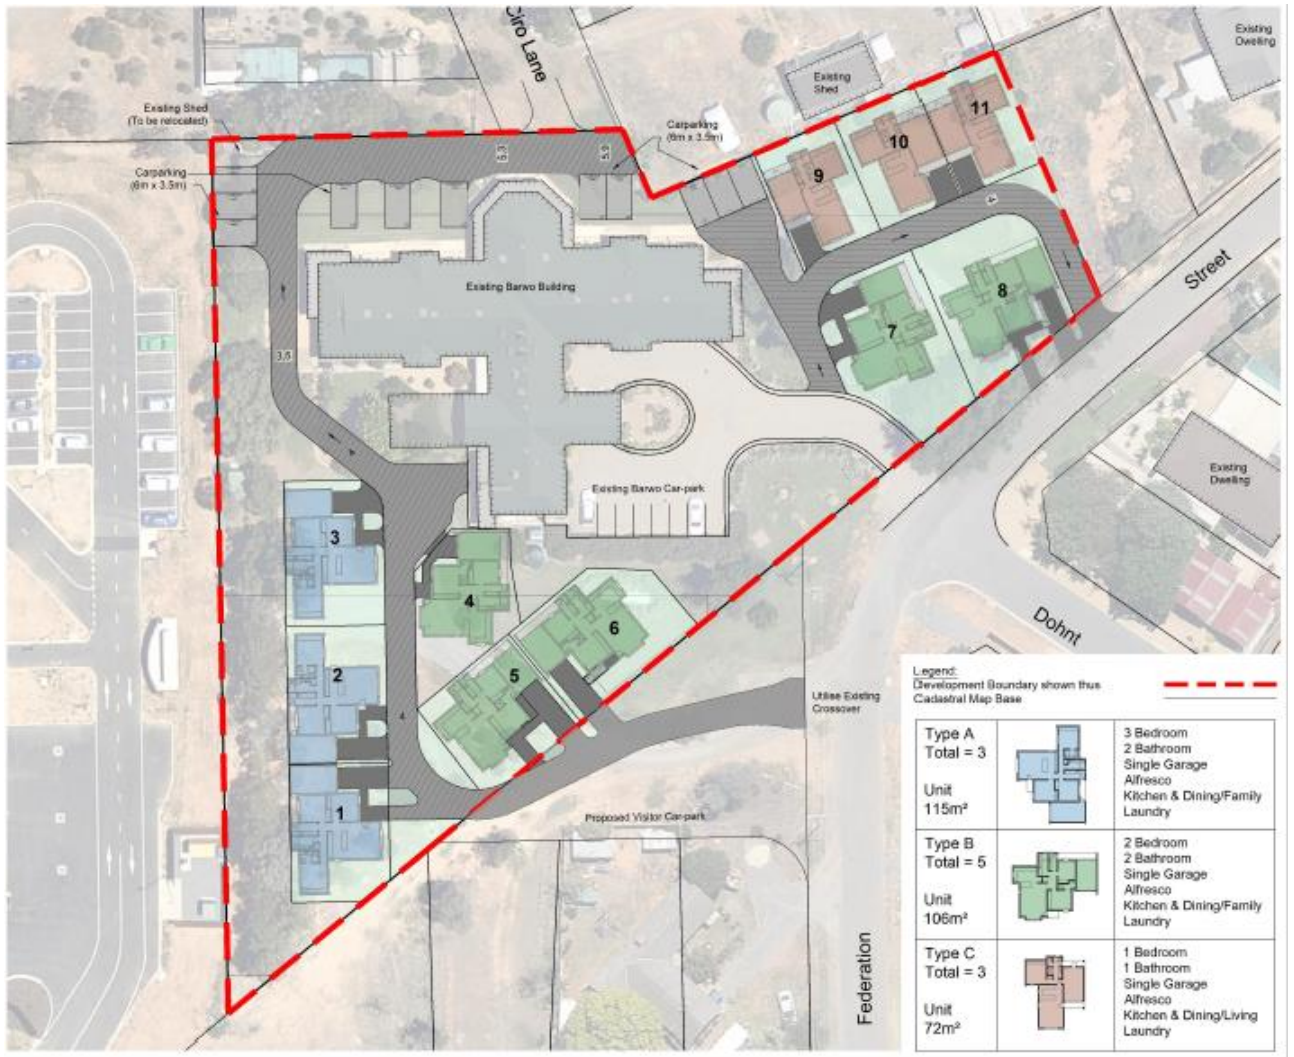 Ciro Lane
Existing
Dwelling
Existing Shed
(To be relocated)
Carparking
(6m x 3.5m)
Existing
Shed
Carparking
(6m x 3.5m)
5.9
11
10
9
4
8
7
Street
Existing Barwo Building
3.5
4
Existing Barwo Car-park
Existing
Dwelling
3
4
6
5
2
4
1
Dohnt
Utilise Existing
Crossover
Proposed Visitor Car-park
Federation
Legend:
Development Boundary shown thus
Cadastral Map Base
Type A
Total = 3
Unit
115m²
3 Bedroom
2 Bathroom
Single Garage
Alfresco
Kitchen & Dining/Family
Laundry
Type B
Total = 5
Unit
106m²
2 Bedroom
2 Bathroom
Single Garage
Alfresco
Kitchen & Dining/Family
Laundry
Type C
Total = 3
Unit
72m²
1 Bedroom
1 Bathroom
Single Garage
Alfresco
Kitchen & Dining/Living
Laundry